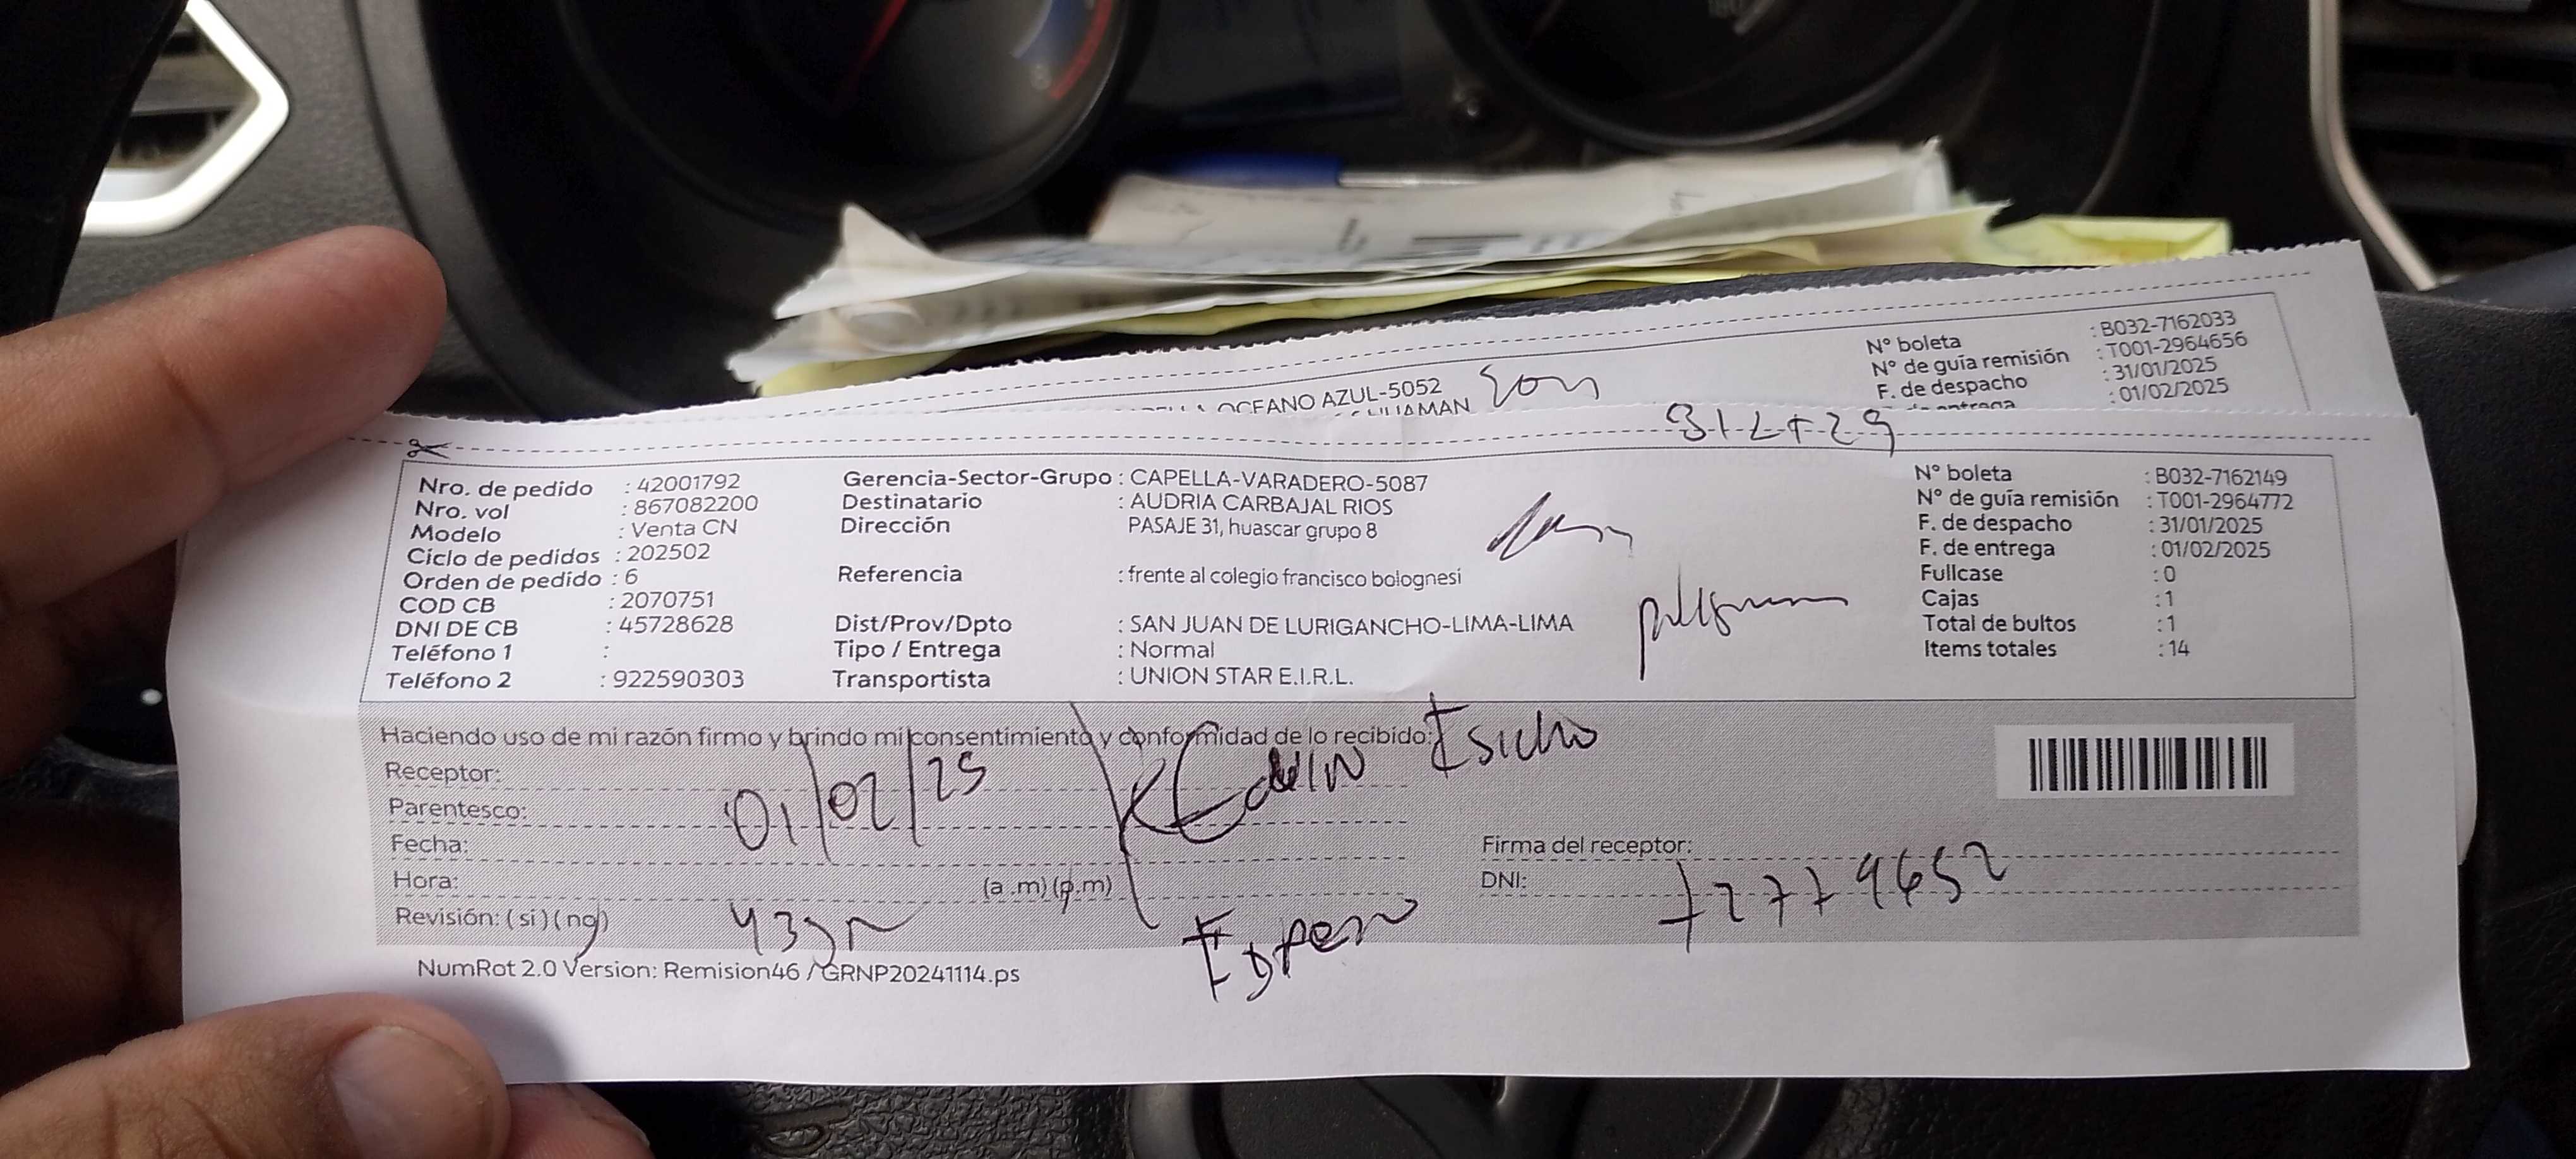 OCEANO AZUL-5052
N° boleta : B032-7162033
N° de guía remisión : T001-2964656
F. de despacho : 31/01/2025
: 01/02/2025
Nro. de pedido : 42001792
Nro. vol : 867082200
Modelo : Venta CN
Ciclo de pedidos : 202502
Orden de pedido : 6
COD CB : 2070751
DNI DE CB : 45728628
Teléfono 1 :
Teléfono 2 : 922590303
Gerencia-Sector-Grupo : CAPELLA-VARADERO-5087
Destinatario : AUDRIA CARBAJAL RIOS
Dirección PASAJE 31, huascar grupo 8
Referencia : frente al colegio francisco bolognesi
Dist/Prov/Dpto : SAN JUAN DE LURIGANCHO-LIMA-LIMA
Tipo / Entrega : Normal
Transportista : UNION STAR E.I.R.L.
N° boleta : B032-7162149
N° de guía remisión : T001-2964772
F. de despacho : 31/01/2025
F. de entrega : 01/02/2025
Fullcase : 0
Cajas : 1
Total de bultos : 1
Items totales : 14
Haciendo uso de mi razón firmo y brindo mi consentimiento y conformidad de lo recibido:
Receptor:
Parentesco:
Fecha: 01/02/25
Hora: (a .m) (p.m)
Revisión: ( si ) ( no)
Firma del receptor:
DNI: 72779652
NumRot 2.0 Version: Remision46 / GRNP20241114.ps